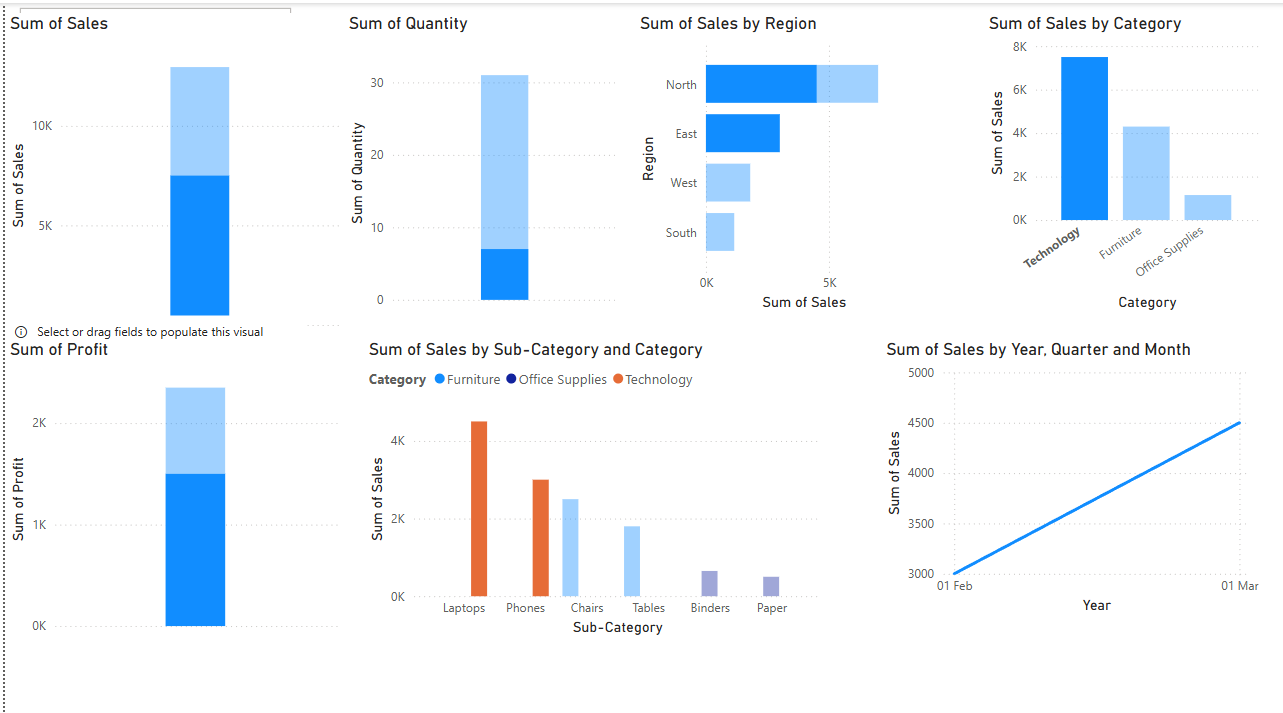 Sum of Sales
10K
5K
Sum of Sales
Select or drag fields to populate this visual
Sum of Quantity
30
20
10
0
Sum of Quantity
Sum of Sales by Region
North
East
West
South
Region
0K
5K
Sum of Sales
Sum of Sales by Category
8K
6K
4K
2K
0K
Sum of Sales
Technology
Furniture
Office Supplies
Category
Sum of Profit
2K
1K
0K
Sum of Profit
Sum of Sales by Sub-Category and Category
Category Furniture Office Supplies Technology
4K
2K
0K
Sum of Sales
Laptops Phones Chairs Tables Binders Paper
Sub-Category
Sum of Sales by Year, Quarter and Month
5000
4500
4000
3500
3000
Sum of Sales
01 Feb
01 Mar
Year